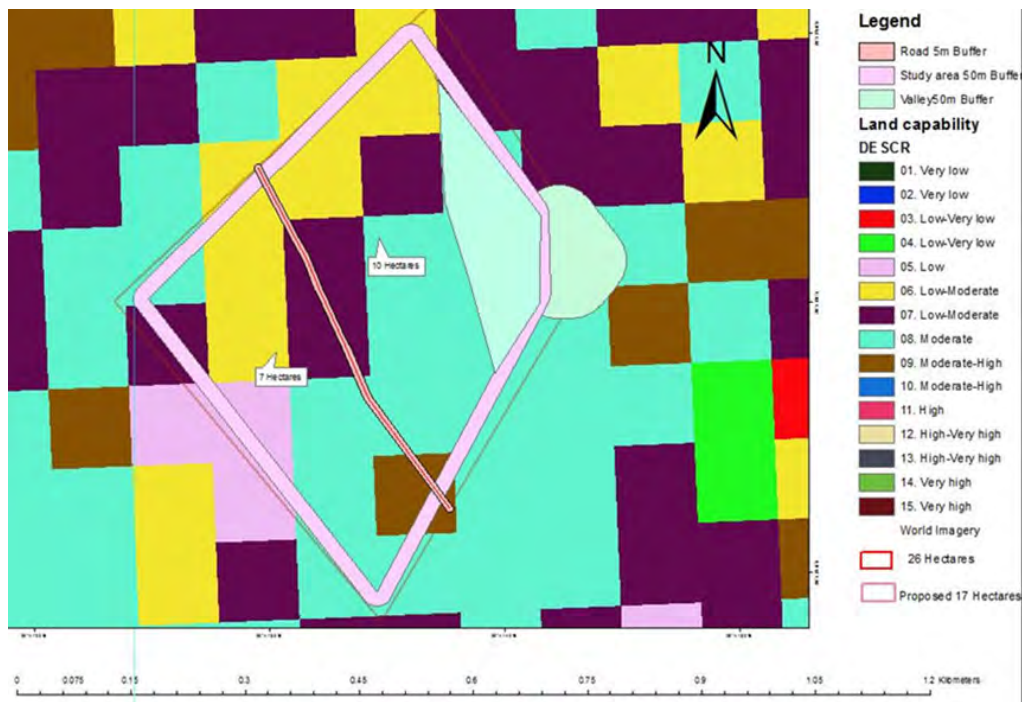 N
10 Hectares
7 Hectares
Legend
Road 5m Buffer
Study area 50m Buffer
Valley50m Buffer
Land capability
DESCR
01. Very low
02. Very low
03. Low-Very low
04. Low-Very low
05. Low
06. Low-Moderate
07. Low-Moderate
08. Moderate
09. Moderate-High
10. Moderate-High
11. High
12. High-Very high
13. High-Very high
14. Very high
15. Very high
World Imagery
26 Hectares
Proposed 17 Hectares
0 0.075 0.15 0.3 0.45 0.6 0.75 0.9 1.05 1.2 Kilometers